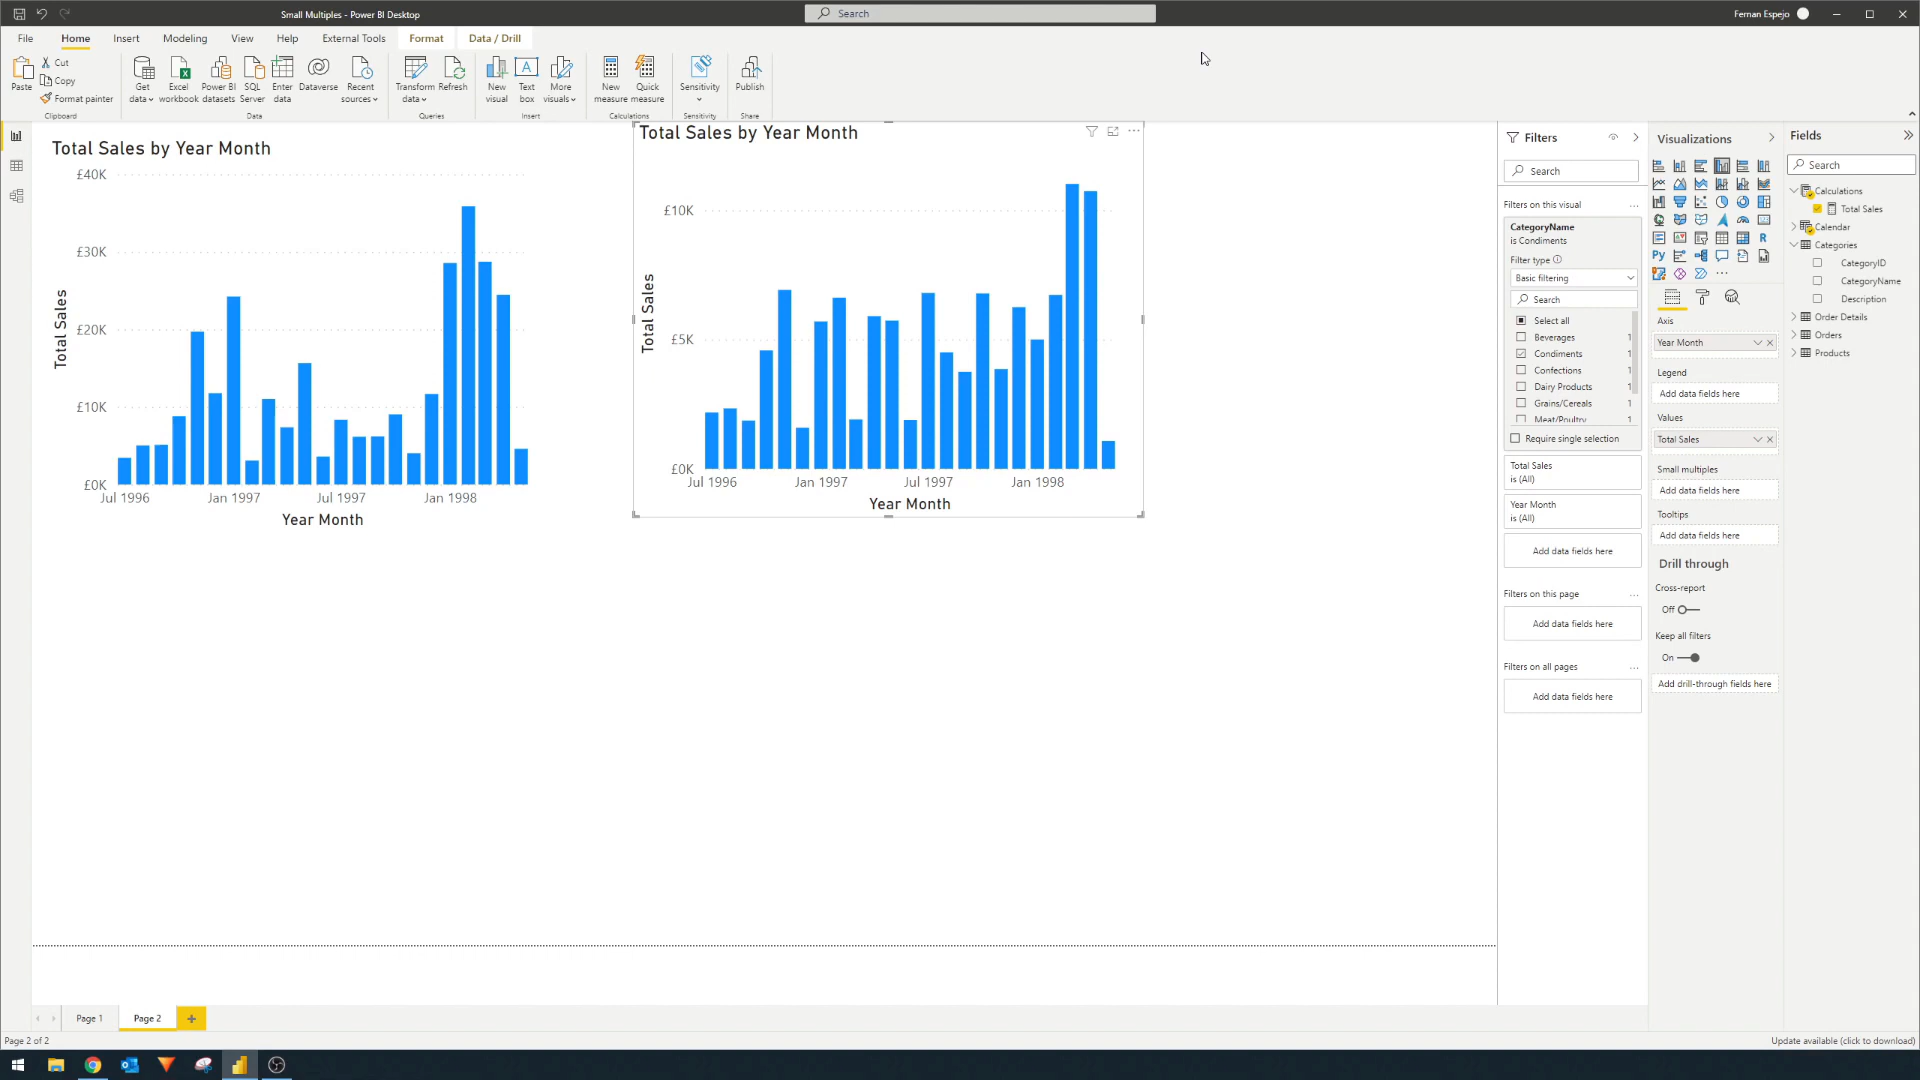 Small Multiples - Power BI Desktop
Search
Fernan Espejo
File
Home
Insert
Modeling
View
Help
External Tools
Format
Data / Drill
Paste
Cut
Copy
Format painter
Clipboard
Get data
Excel workbook
Power BI datasets
SQL Server
Enter data
Dataverse
Recent sources
Data
Transform data
Refresh
Queries
New visual
Text box
More visuals
Insert
New measure
Quick measure
Calculations
Sensitivity
Sensitivity
Publish
Share
Total Sales by Year Month
£40K
£30K
£20K
£10K
£0K
Total Sales
Jul 1996
Jan 1997
Jul 1997
Jan 1998
Year Month
Total Sales by Year Month
£10K
£5K
£0K
Total Sales
Jul 1996
Jan 1997
Jul 1997
Jan 1998
Year Month
Filters
Search
Filters on this visual
...
CategoryName
is Condiments
Filter type
Basic filtering
Search
Select all
Beverages 1
Condiments 1
Confections 1
Dairy Products 1
Grains/Cereals 1
Meat/Poultry 1
Require single selection
Total Sales
is (All)
Year Month
is (All)
Add data fields here
Filters on this page
...
Add data fields here
Filters on all pages
...
Add data fields here
Visualizations
R
Py
...
Axis
Year Month
Legend
Add data fields here
Values
Total Sales
Small multiples
Add data fields here
Tooltips
Add data fields here
Drill through
Cross-report
Off
Keep all filters
On
Add drill-through fields here
Fields
Search
Calculations
Total Sales
Calendar
Categories
CategoryID
CategoryName
Description
Order Details
Orders
Products
Page 1
Page 2
Page 2 of 2
Update available (click to download)